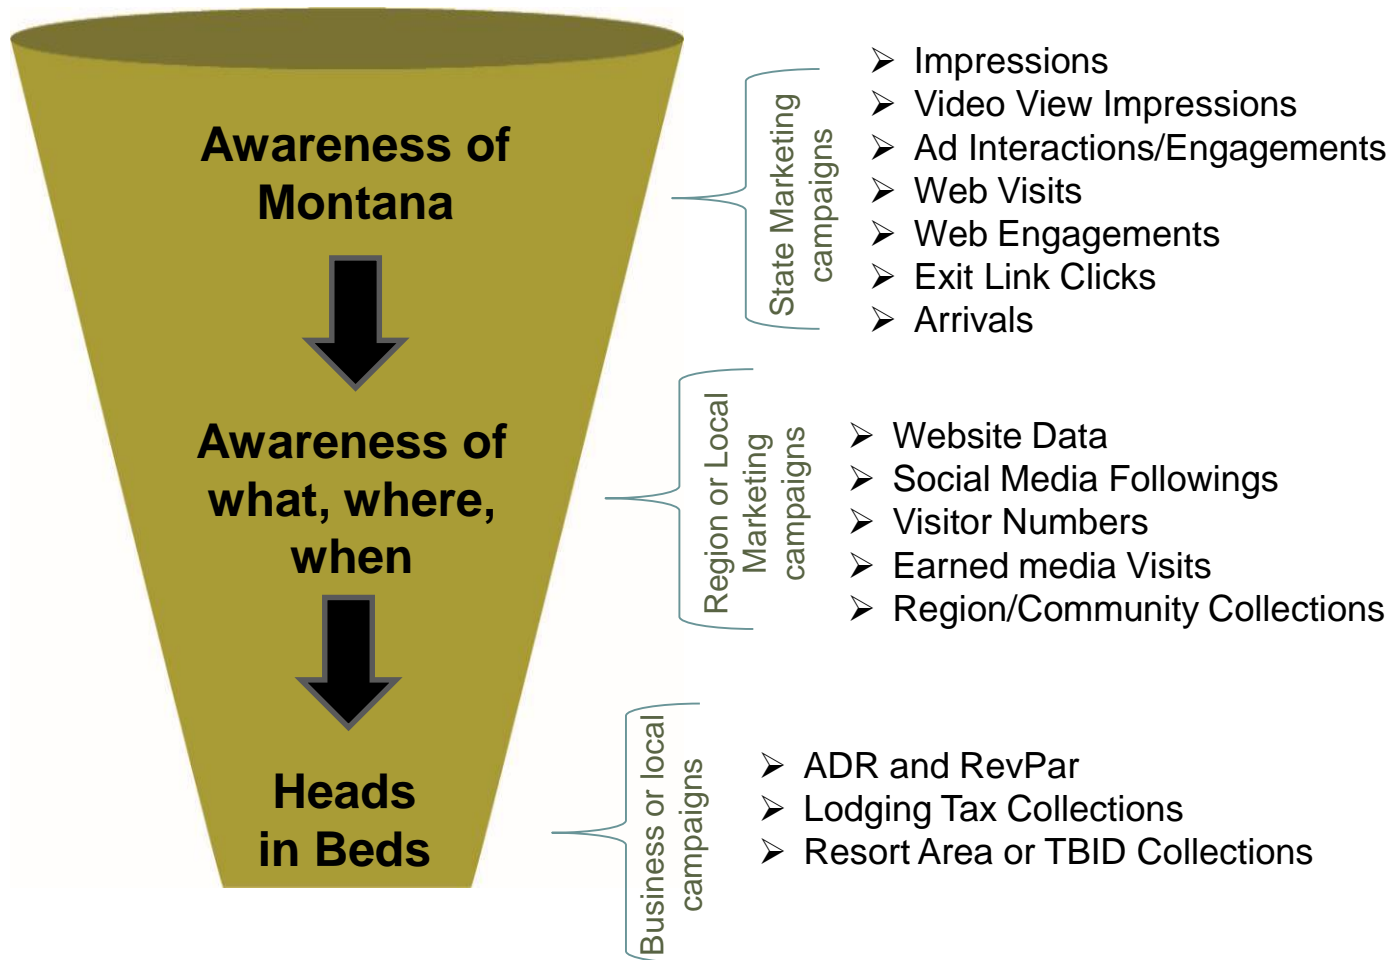 Awareness of
Montana
State Marketing
campaigns
➢ Impressions
➢ Video View Impressions
➢ Ad Interactions/Engagements
➢ Web Visits
➢ Web Engagements
➢ Exit Link Clicks
➢ Arrivals
Awareness of
what, where,
when
Region or Local
Marketing
campaigns
➢ Website Data
➢ Social Media Followings
➢ Visitor Numbers
➢ Earned media Visits
➢ Region/Community Collections
Heads
in Beds
Business or local
campaigns
➢ ADR and RevPar
➢ Lodging Tax Collections
➢ Resort Area or TBID Collections